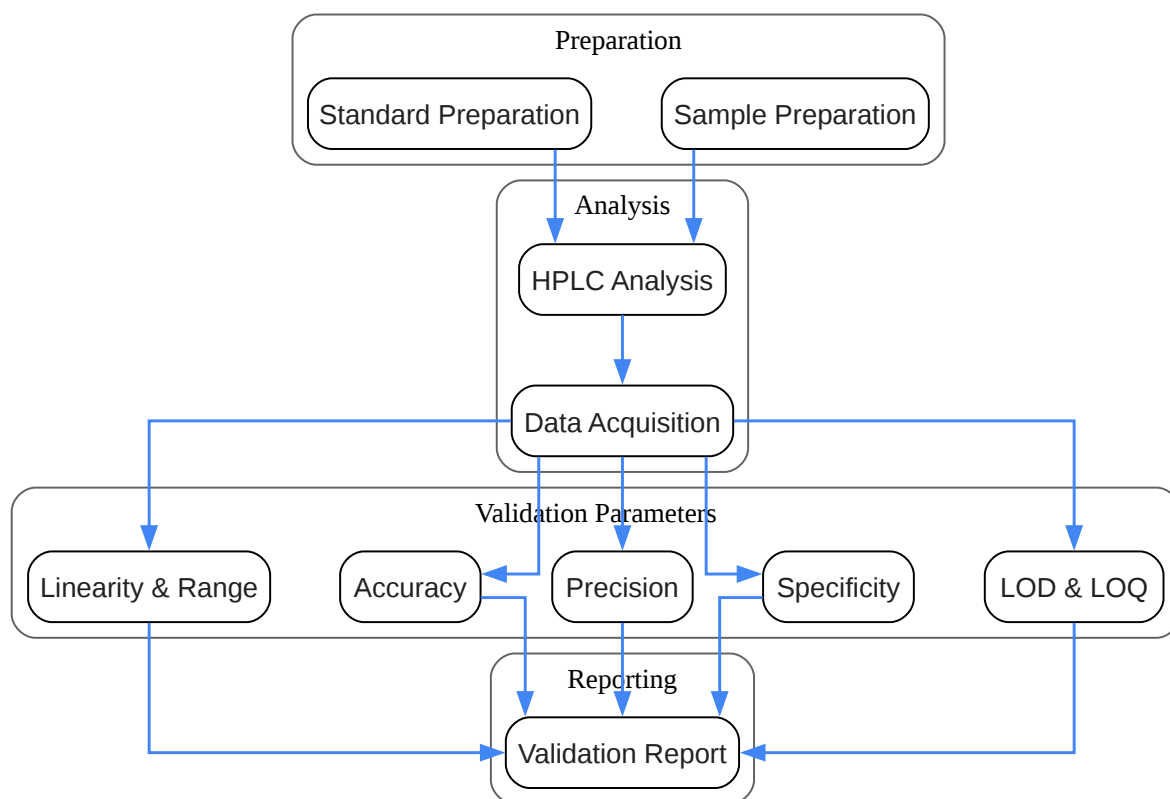 Preparation
Standard Preparation
Sample Preparation
Analysis
HPLC Analysis
Data Acquisition
Validation Parameters
Linearity & Range
Accuracy
Precision
Specificity
LOD & LOQ
Reporting
Validation Report